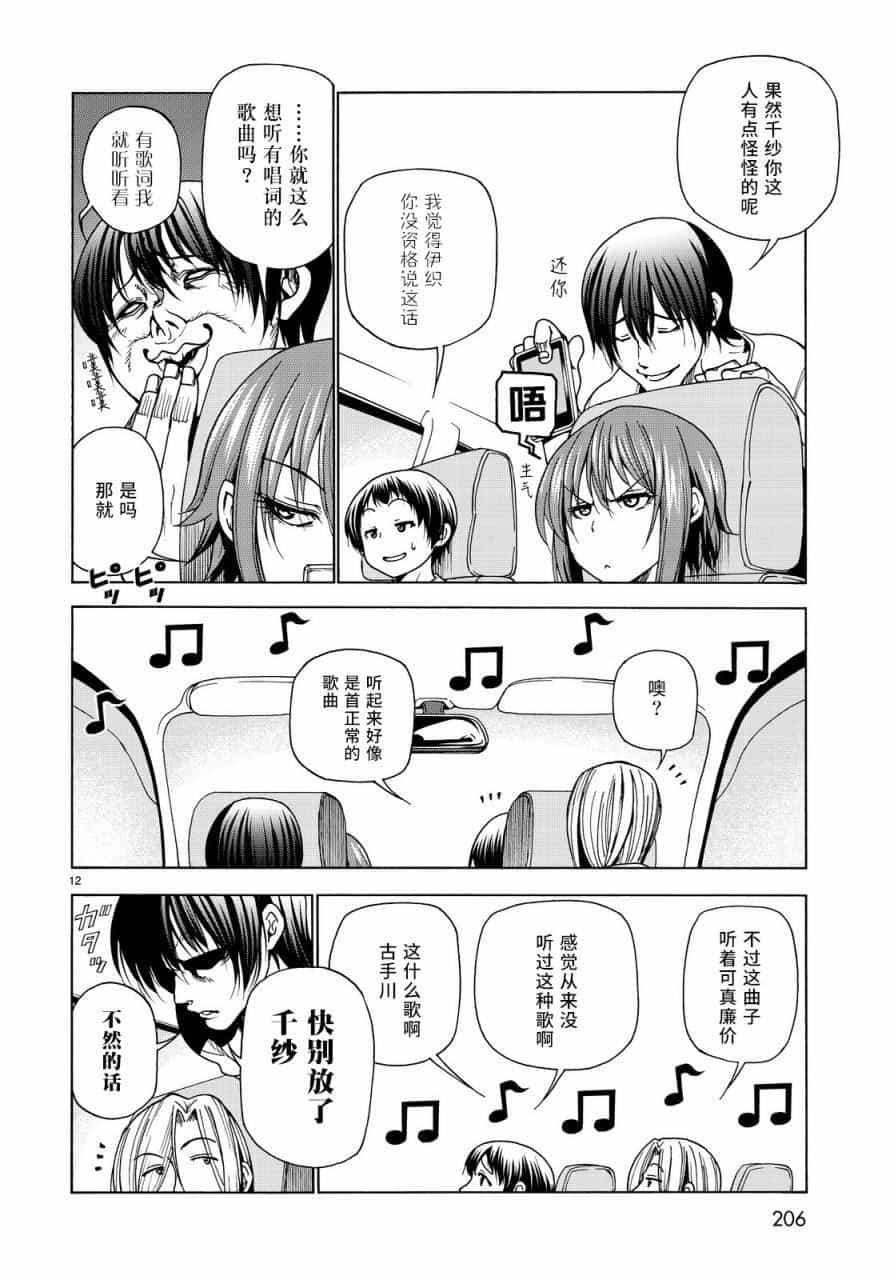 果然千纱你这
人有点怪怪的呢
还你
我觉得伊织
你没资格说这话
唔
生气
……你就这么
想听有唱词的
歌曲吗？
有歌词我
就听听看
噗噗噗
是吗
那就
ピッ
ピッ
噢？
听起来好像
是首正常的
歌曲
12
不过这曲子
听着可真廉价
感觉从来没
听过这种歌啊
这什么歌啊
古手川
ガタッ
快别放了
千纱
不然的话
206